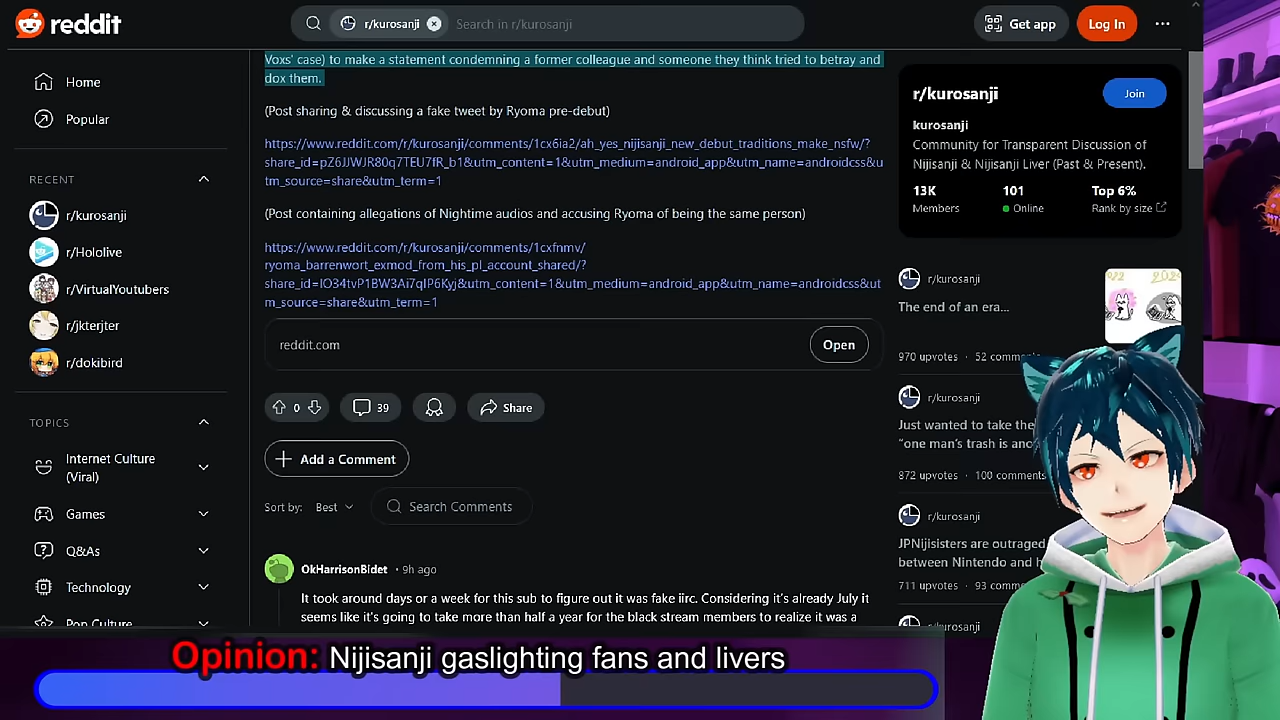 reddit
r/kurosanji
Search in r/kurosanji
Get app
Log In
Home
Popular
RECENT
r/kurosanji
r/Hololive
r/VirtualYoutubers
r/jkterjter
r/dokibird
TOPICS
Internet Culture
(Viral)
Games
Q&As
Technology
Pop Culture
Voxs' case) to make a statement condemning a former colleague and someone they think tried to betray and
dox them.
(Post sharing & discussing a fake tweet by Ryoma pre-debut)
https://www.reddit.com/r/kurosanji/comments/1cx6ia2/ah_yes_nijisanji_new_debut_traditions_make_nsfw/?
share_id=pZ6JJWJR80q7TEU7fR_b1&utm_content=1&utm_medium=android_app&utm_name=androidcss&u
tm_source=share&utm_term=1
(Post containing allegations of Nightime audios and accusing Ryoma of being the same person)
https://www.reddit.com/r/kurosanji/comments/1cxfnmv/
ryoma_barrenwort_exmod_from_his_pl_account_shared/?
share_id=IO34tvP1BW3Ai7qIP6Kyj&utm_content=1&utm_medium=android_app&utm_name=androidcss&ut
m_source=share&utm_term=1
reddit.com
Open
0
39
Share
Add a Comment
Sort by:
Best
Search Comments
OkHarrisonBidet • 9h ago
It took around days or a week for this sub to figure out it was fake iirc. Considering it's already July it
seems like it's going to take more than half a year for the black stream members to realize it was a
r/kurosanji
Join
kurosanji
Community for Transparent Discussion of
Nijisanji & Nijisanji Liver (Past & Present).
13K
101
Top 6%
Members
Online
Rank by size
r/kurosanji
The end of an era...
970 upvotes · 52 comme
r/kurosanji
Just wanted to take the
"one man's trash is ano
872 upvotes · 100 comments
r/kurosanji
JPNijisisters are outraged
between Nintendo and h
711 upvotes · 93 comme
r/kurosanji
Opinion: Nijisanji gaslighting fans and livers